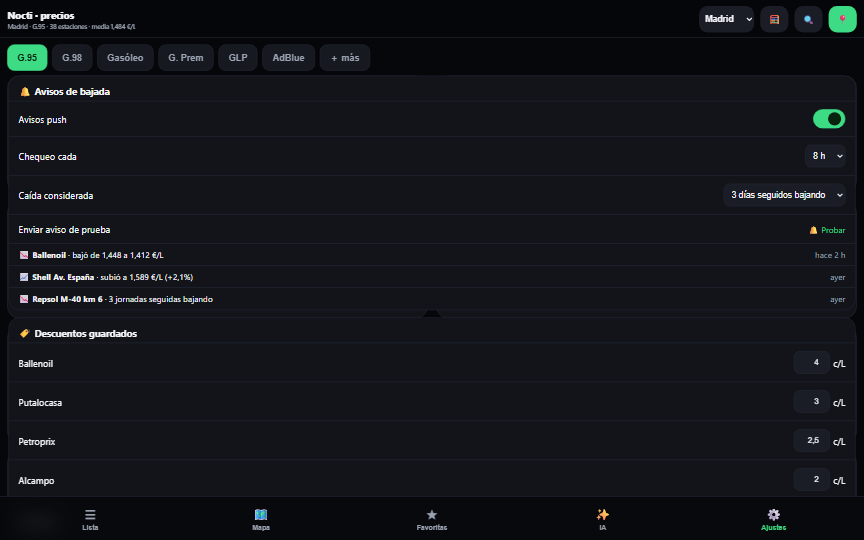 Nocti · precios
Madrid · G.95 · 38 estaciones · media 1,484 €/L
Madrid
G.95
G.98
Gasóleo
G. Prem
GLP
AdBlue
+ más
Avisos de bajada
Avisos push
Chequeo cada
8 h
Caída considerada
3 días seguidos bajando
Enviar aviso de prueba
Probar
Ballenoil · bajó de 1,448 a 1,412 €/L
hace 2 h
Shell Av. España · subió a 1,589 €/L (+2,1%)
ayer
Repsol M-40 km 6 · 3 jornadas seguidas bajando
ayer
Descuentos guardados
Ballenoil
4 c/L
Putalocasa
3 c/L
Petroprix
2,5 c/L
Alcampo
2 c/L
Lista
Mapa
Favoritas
IA
Ajustes